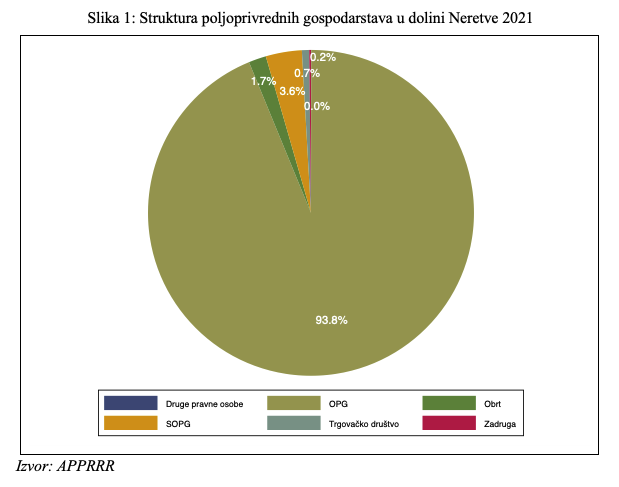 Slika 1: Struktura poljoprivrednih gospodarstava u dolini Neretve 2021
0.2%
0.7%
1.7%
3.6%
0.0%
93.8%
Druge pravne osobe OPG Obrt
SOPG Trgovačko društvo Zadruga
Izvor: APPRRR